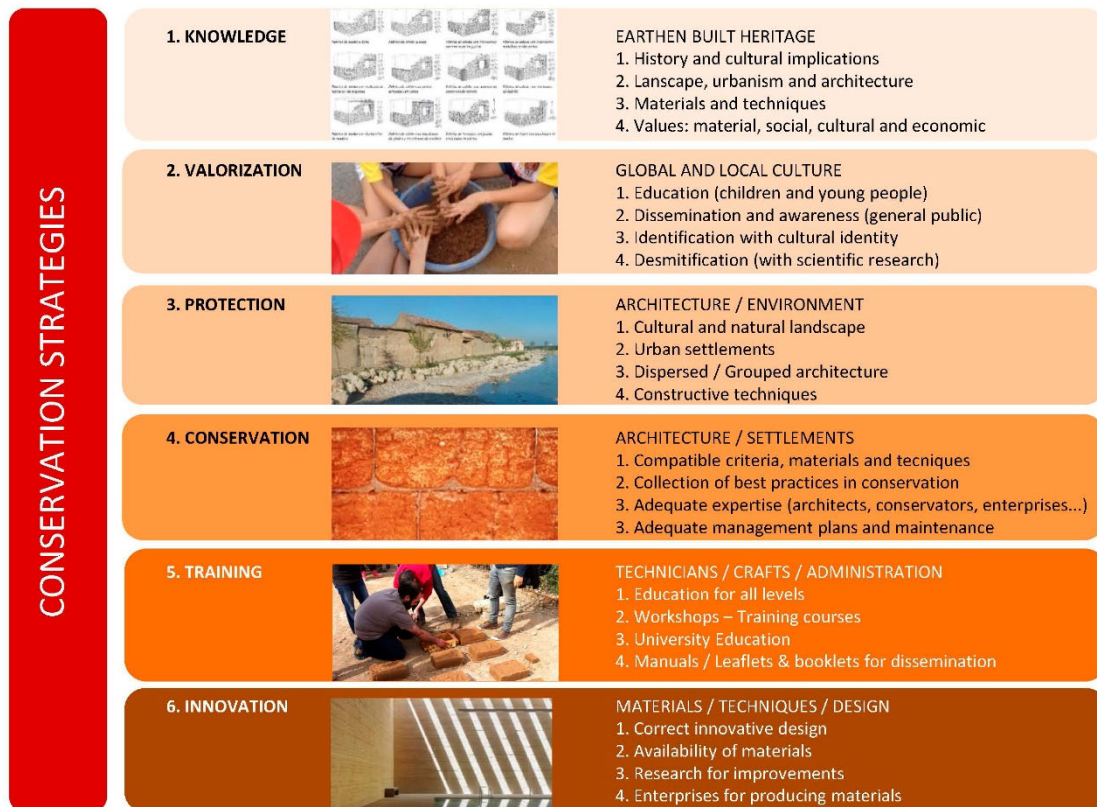 CONSERVATION STRATEGIES
1. KNOWLEDGE
EARTHEN BUILT HERITAGE
1. History and cultural implications
2. Lanscape, urbanism and architecture
3. Materials and techniques
4. Values: material, social, cultural and economic
2. VALORIZATION
GLOBAL AND LOCAL CULTURE
1. Education (children and young people)
2. Dissemination and awareness (general public)
3. Identification with cultural identity
4. Desmitification (with scientific research)
3. PROTECTION
ARCHITECTURE / ENVIRONMENT
1. Cultural and natural landscape
2. Urban settlements
3. Dispersed / Grouped architecture
4. Constructive techniques
4. CONSERVATION
ARCHITECTURE / SETTLEMENTS
1. Compatible criteria, materials and tecniques
2. Collection of best practices in conservation
3. Adequate expertise (architects, conservators, enterprises...)
3. Adequate management plans and maintenance
5. TRAINING
TECHNICIANS / CRAFTS / ADMINISTRATION
1. Education for all levels
2. Workshops – Training courses
3. University Education
4. Manuals / Leaflets & booklets for dissemination
6. INNOVATION
MATERIALS / TECHNIQUES / DESIGN
1. Correct innovative design
2. Availability of materials
3. Research for improvements
4. Enterprises for producing materials